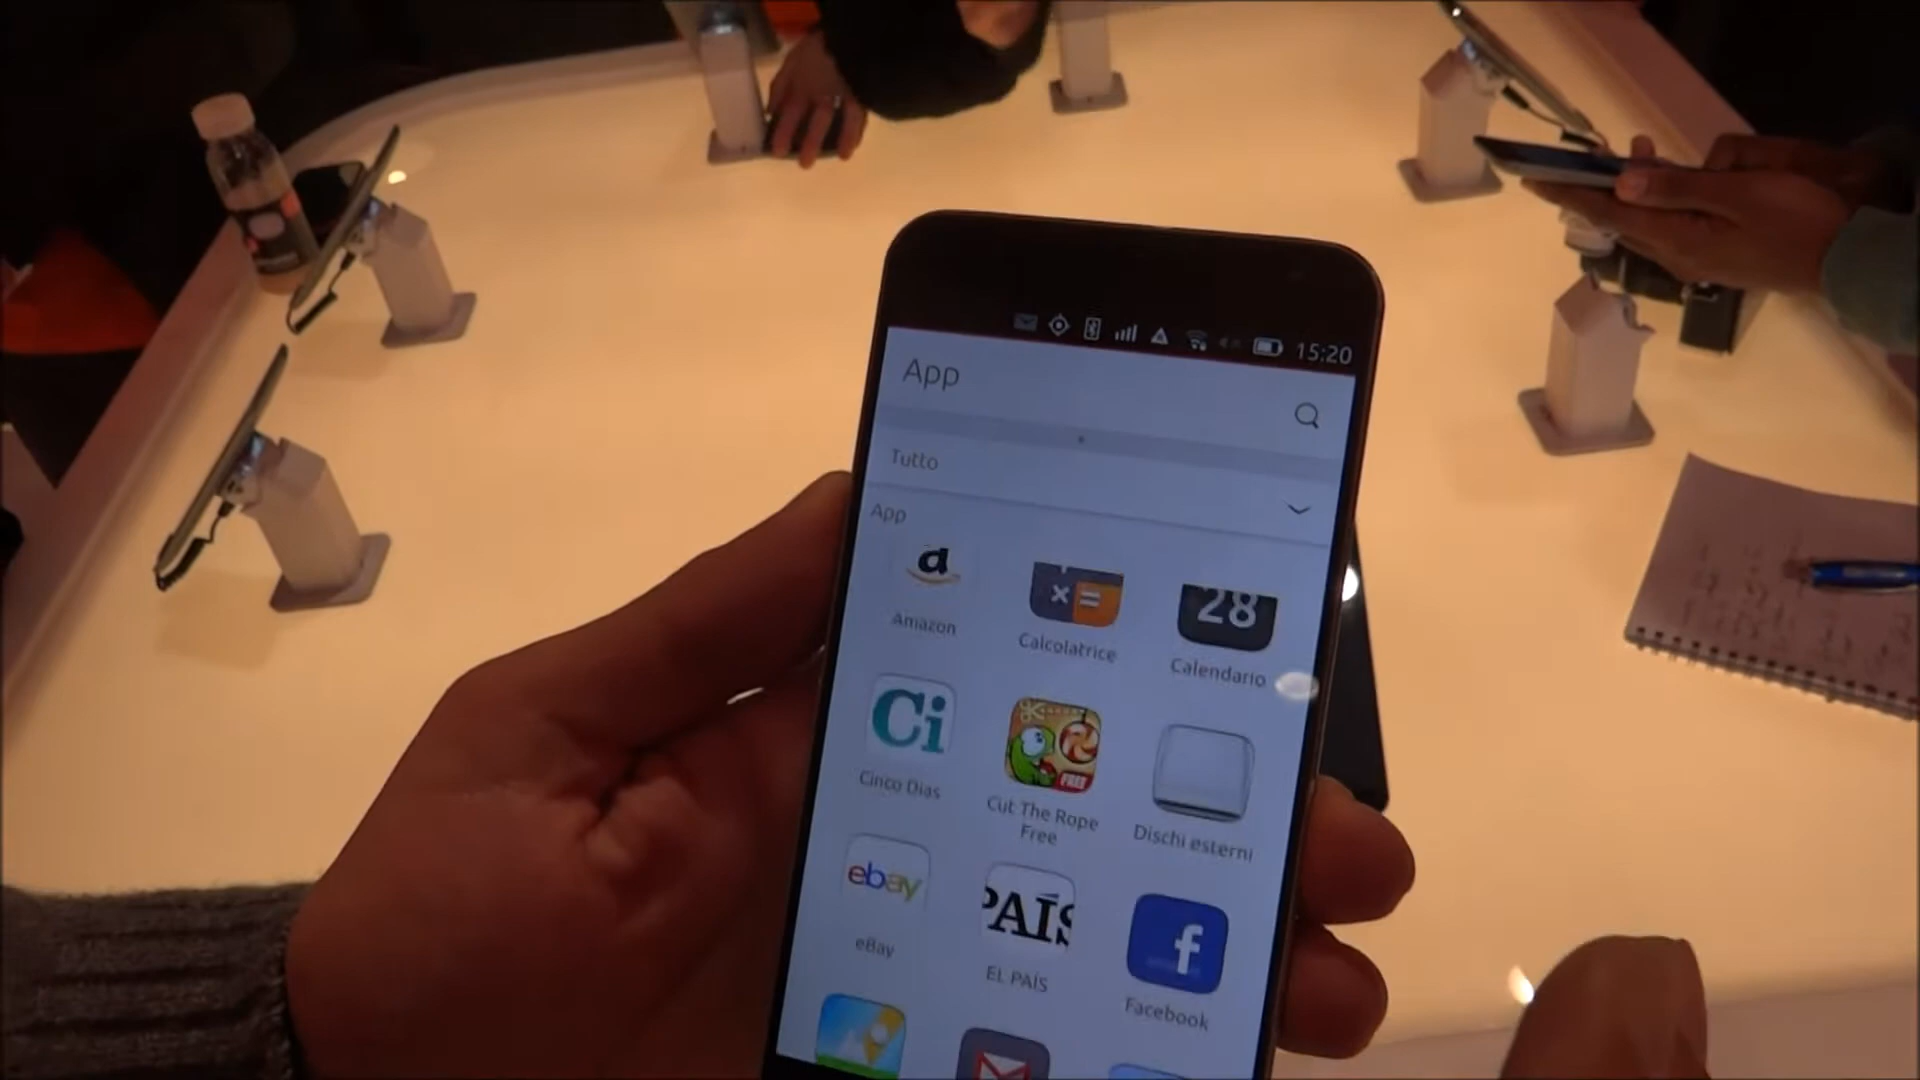 15:20
App
Tutto
App
a
Amazon
Calcolatrice
28
Calendario
Ci
Cinco Dias
FREE
Cut The Rope
Free
Dischi esterni
ebay
eBay
PAÍS
EL PAÍS
f
Facebook